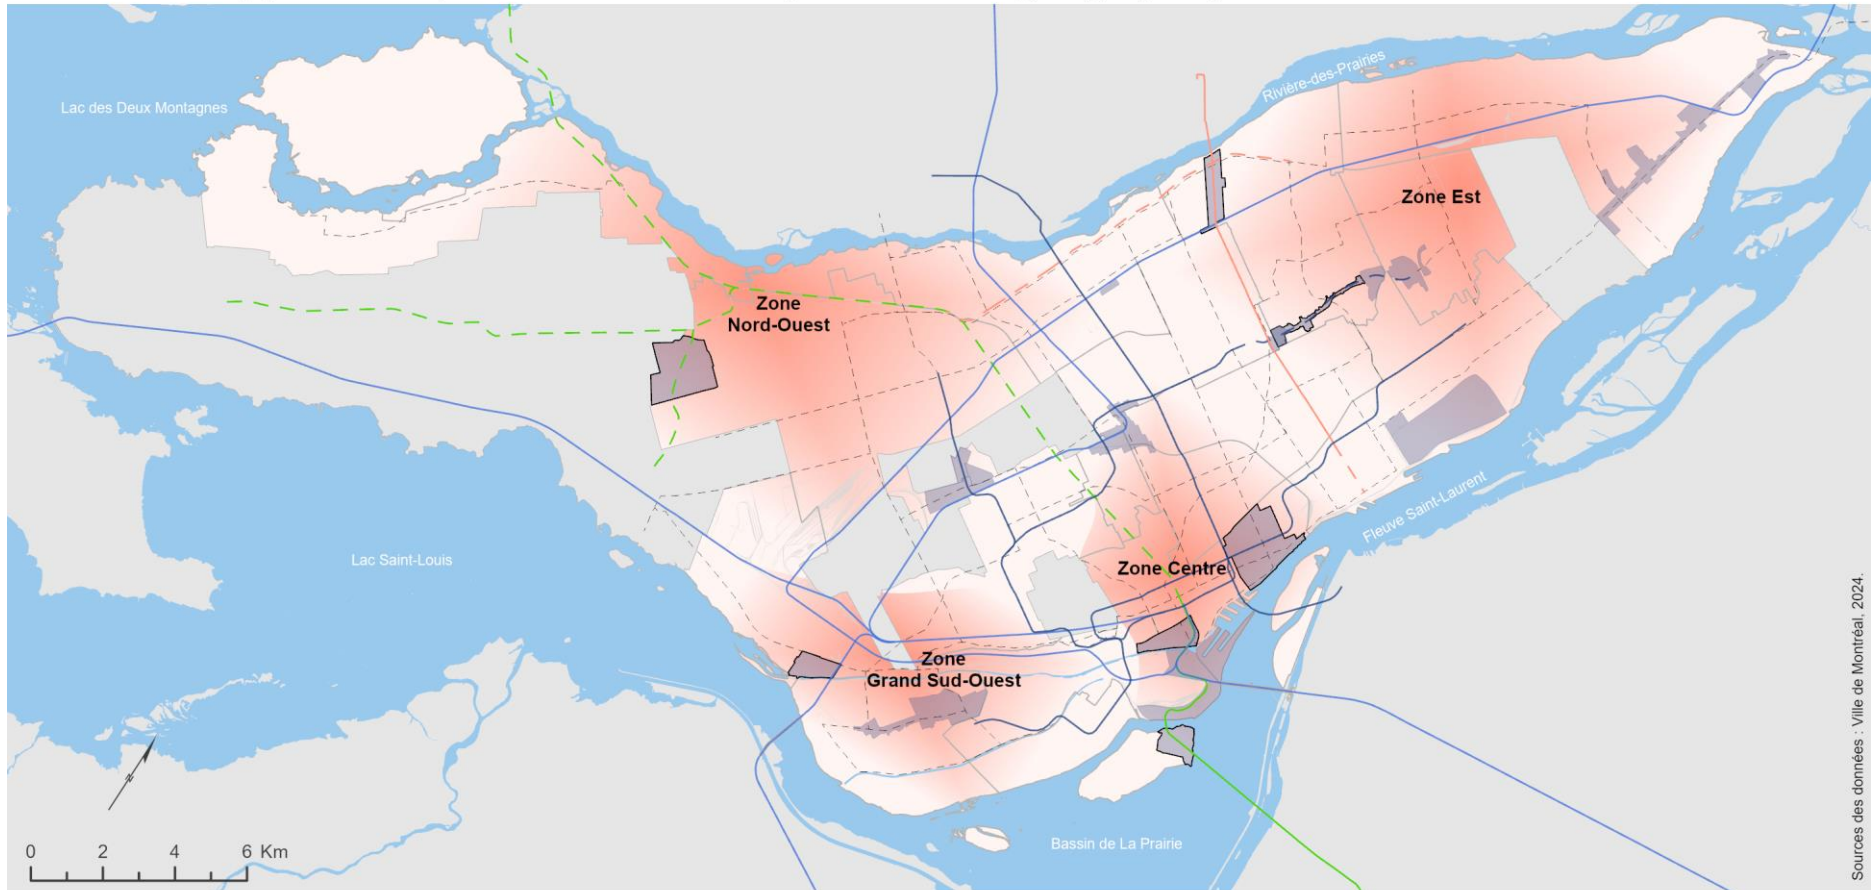 Rivière-des-Prairies
Lac des Deux Montagnes
Zone Est
Zone
Nord-Ouest
Fleuve Saint-Laurent
Lac Saint-Louis
Zone Centre
Zone
Grand Sud-Ouest
N
Bassin de La Prairie
0 2 4 6 Km
Sources des données : Ville de Montréal, 2024.